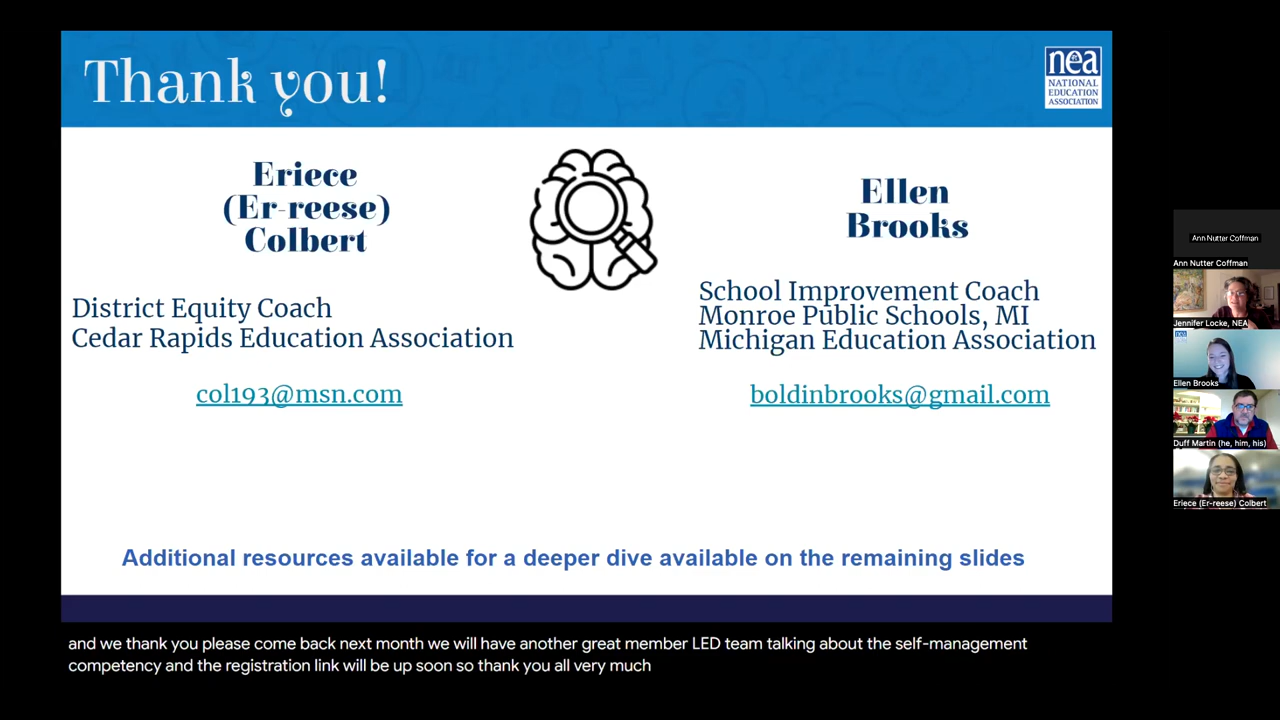 Thank you!
nea
NATIONAL
EDUCATION
ASSOCIATION
Eriece
(Er-reese)
Colbert
District Equity Coach
Cedar Rapids Education Association
col193@msn.com
Ellen
Brooks
School Improvement Coach
Monroe Public Schools, MI
Michigan Education Association
boldinbrooks@gmail.com
Additional resources available for a deeper dive available on the remaining slides
and we thank you please come back next month we will have another great member LED team talking about the self-management
competency and the registration link will be up soon so thank you all very much
Ann Nutter Coffman
Ann Nutter Coffman
Jennifer Locke, NEA
nea
Ellen Brooks
Duff Martin (he, him, his)
Eriece (Er-reese) Colbert